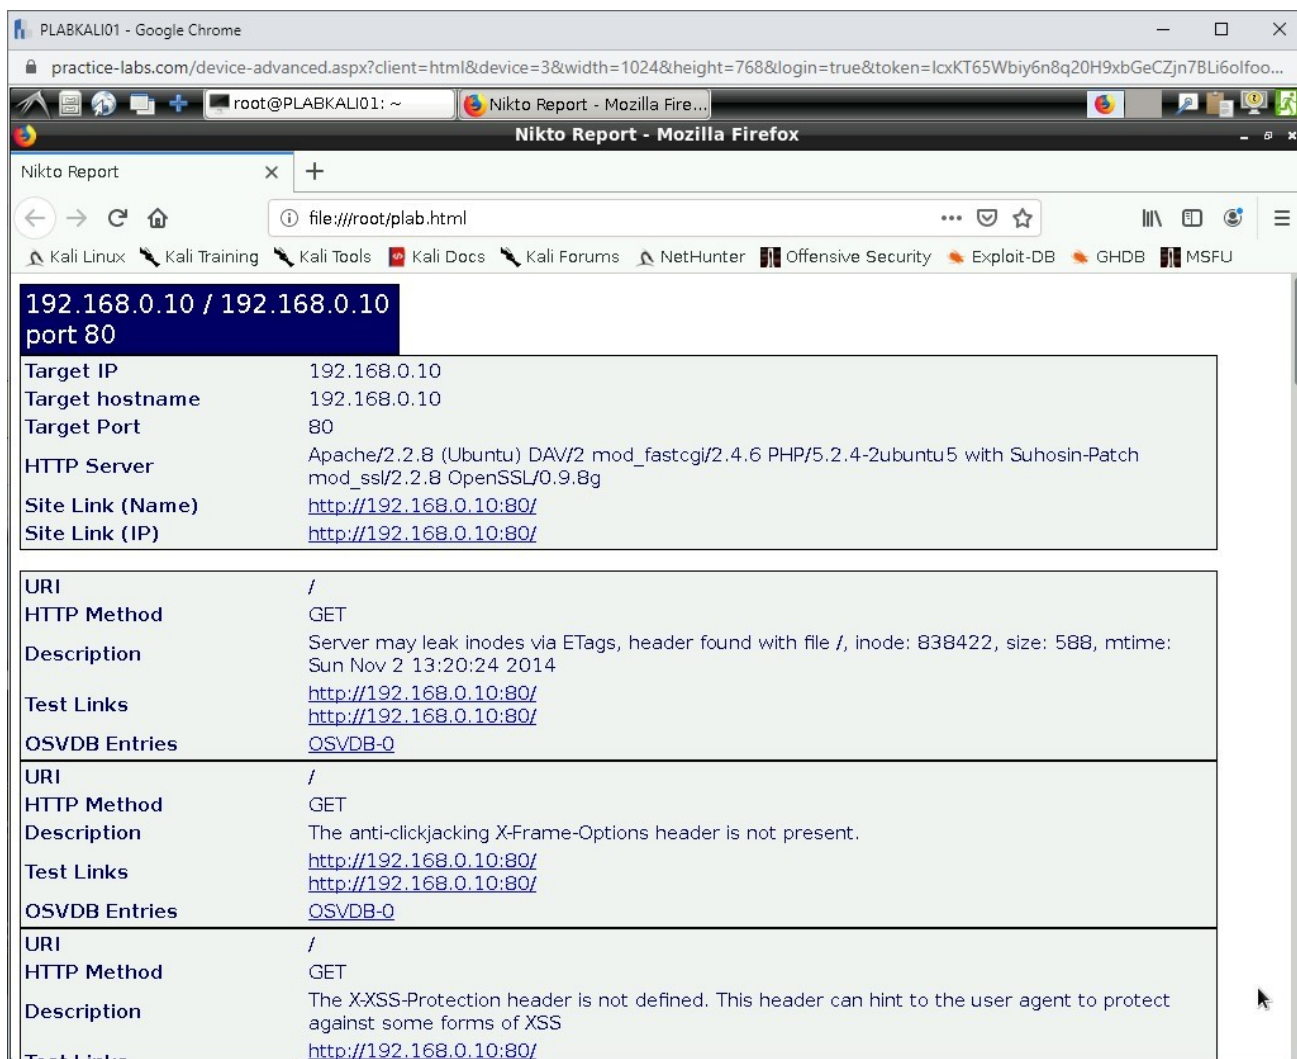 PLABKALI01 - Google Chrome
practice-labs.com/device-advanced.aspx?client=html&device=3&width=1024&height=768&login=true&token=IcxKT65Wbiy6n8q20H9xbGeCZjn7BLi6olfoo...
root@PLABKALI01: ~
Nikto Report - Mozilla Fire...
Nikto Report - Mozilla Firefox
Nikto Report
file:///root/plab.html
Kali Linux Kali Training Kali Tools Kali Docs Kali Forums NetHunter Offensive Security Exploit-DB GHDB MSFU
192.168.0.10 / 192.168.0.10
port 80
Target IP 192.168.0.10
Target hostname 192.168.0.10
Target Port 80
HTTP Server Apache/2.2.8 (Ubuntu) DAV/2 mod_fastcgi/2.4.6 PHP/5.2.4-2ubuntu5 with Suhosin-Patch
mod_ssl/2.2.8 OpenSSL/0.9.8g
Site Link (Name) http://192.168.0.10:80/
Site Link (IP) http://192.168.0.10:80/
URI /
HTTP Method GET
Description Server may leak inodes via ETags, header found with file /, inode: 838422, size: 588, mtime:
Sun Nov 2 13:20:24 2014
Test Links http://192.168.0.10:80/
http://192.168.0.10:80/
OSVDB Entries OSVDB-0
URI /
HTTP Method GET
Description The anti-clickjacking X-Frame-Options header is not present.
Test Links http://192.168.0.10:80/
http://192.168.0.10:80/
OSVDB Entries OSVDB-0
URI /
HTTP Method GET
Description The X-XSS-Protection header is not defined. This header can hint to the user agent to protect
against some forms of XSS
Test Links http://192.168.0.10:80/